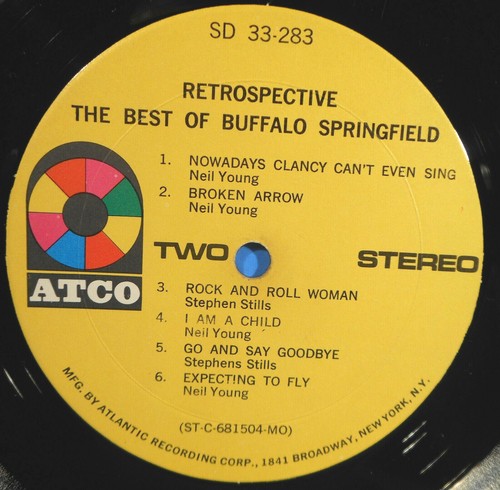 SD 33-283
RETROSPECTIVE
THE BEST OF BUFFALO SPRINGFIELD
1. NOWADAYS CLANCY CAN'T EVEN SING
Neil Young
2. BROKEN ARROW
Neil Young
TWO
STEREO
ATCO
3. ROCK AND ROLL WOMAN
Stephen Stills
4. I AM A CHILD
Neil Young
5. GO AND SAY GOODBYE
Stephens Stills
6. EXPECTING TO FLY
Neil Young
(ST-C-681504-MO)
MFG. BY ATLANTIC RECORDING CORP., 1841 BROADWAY, NEW YORK, N.Y.